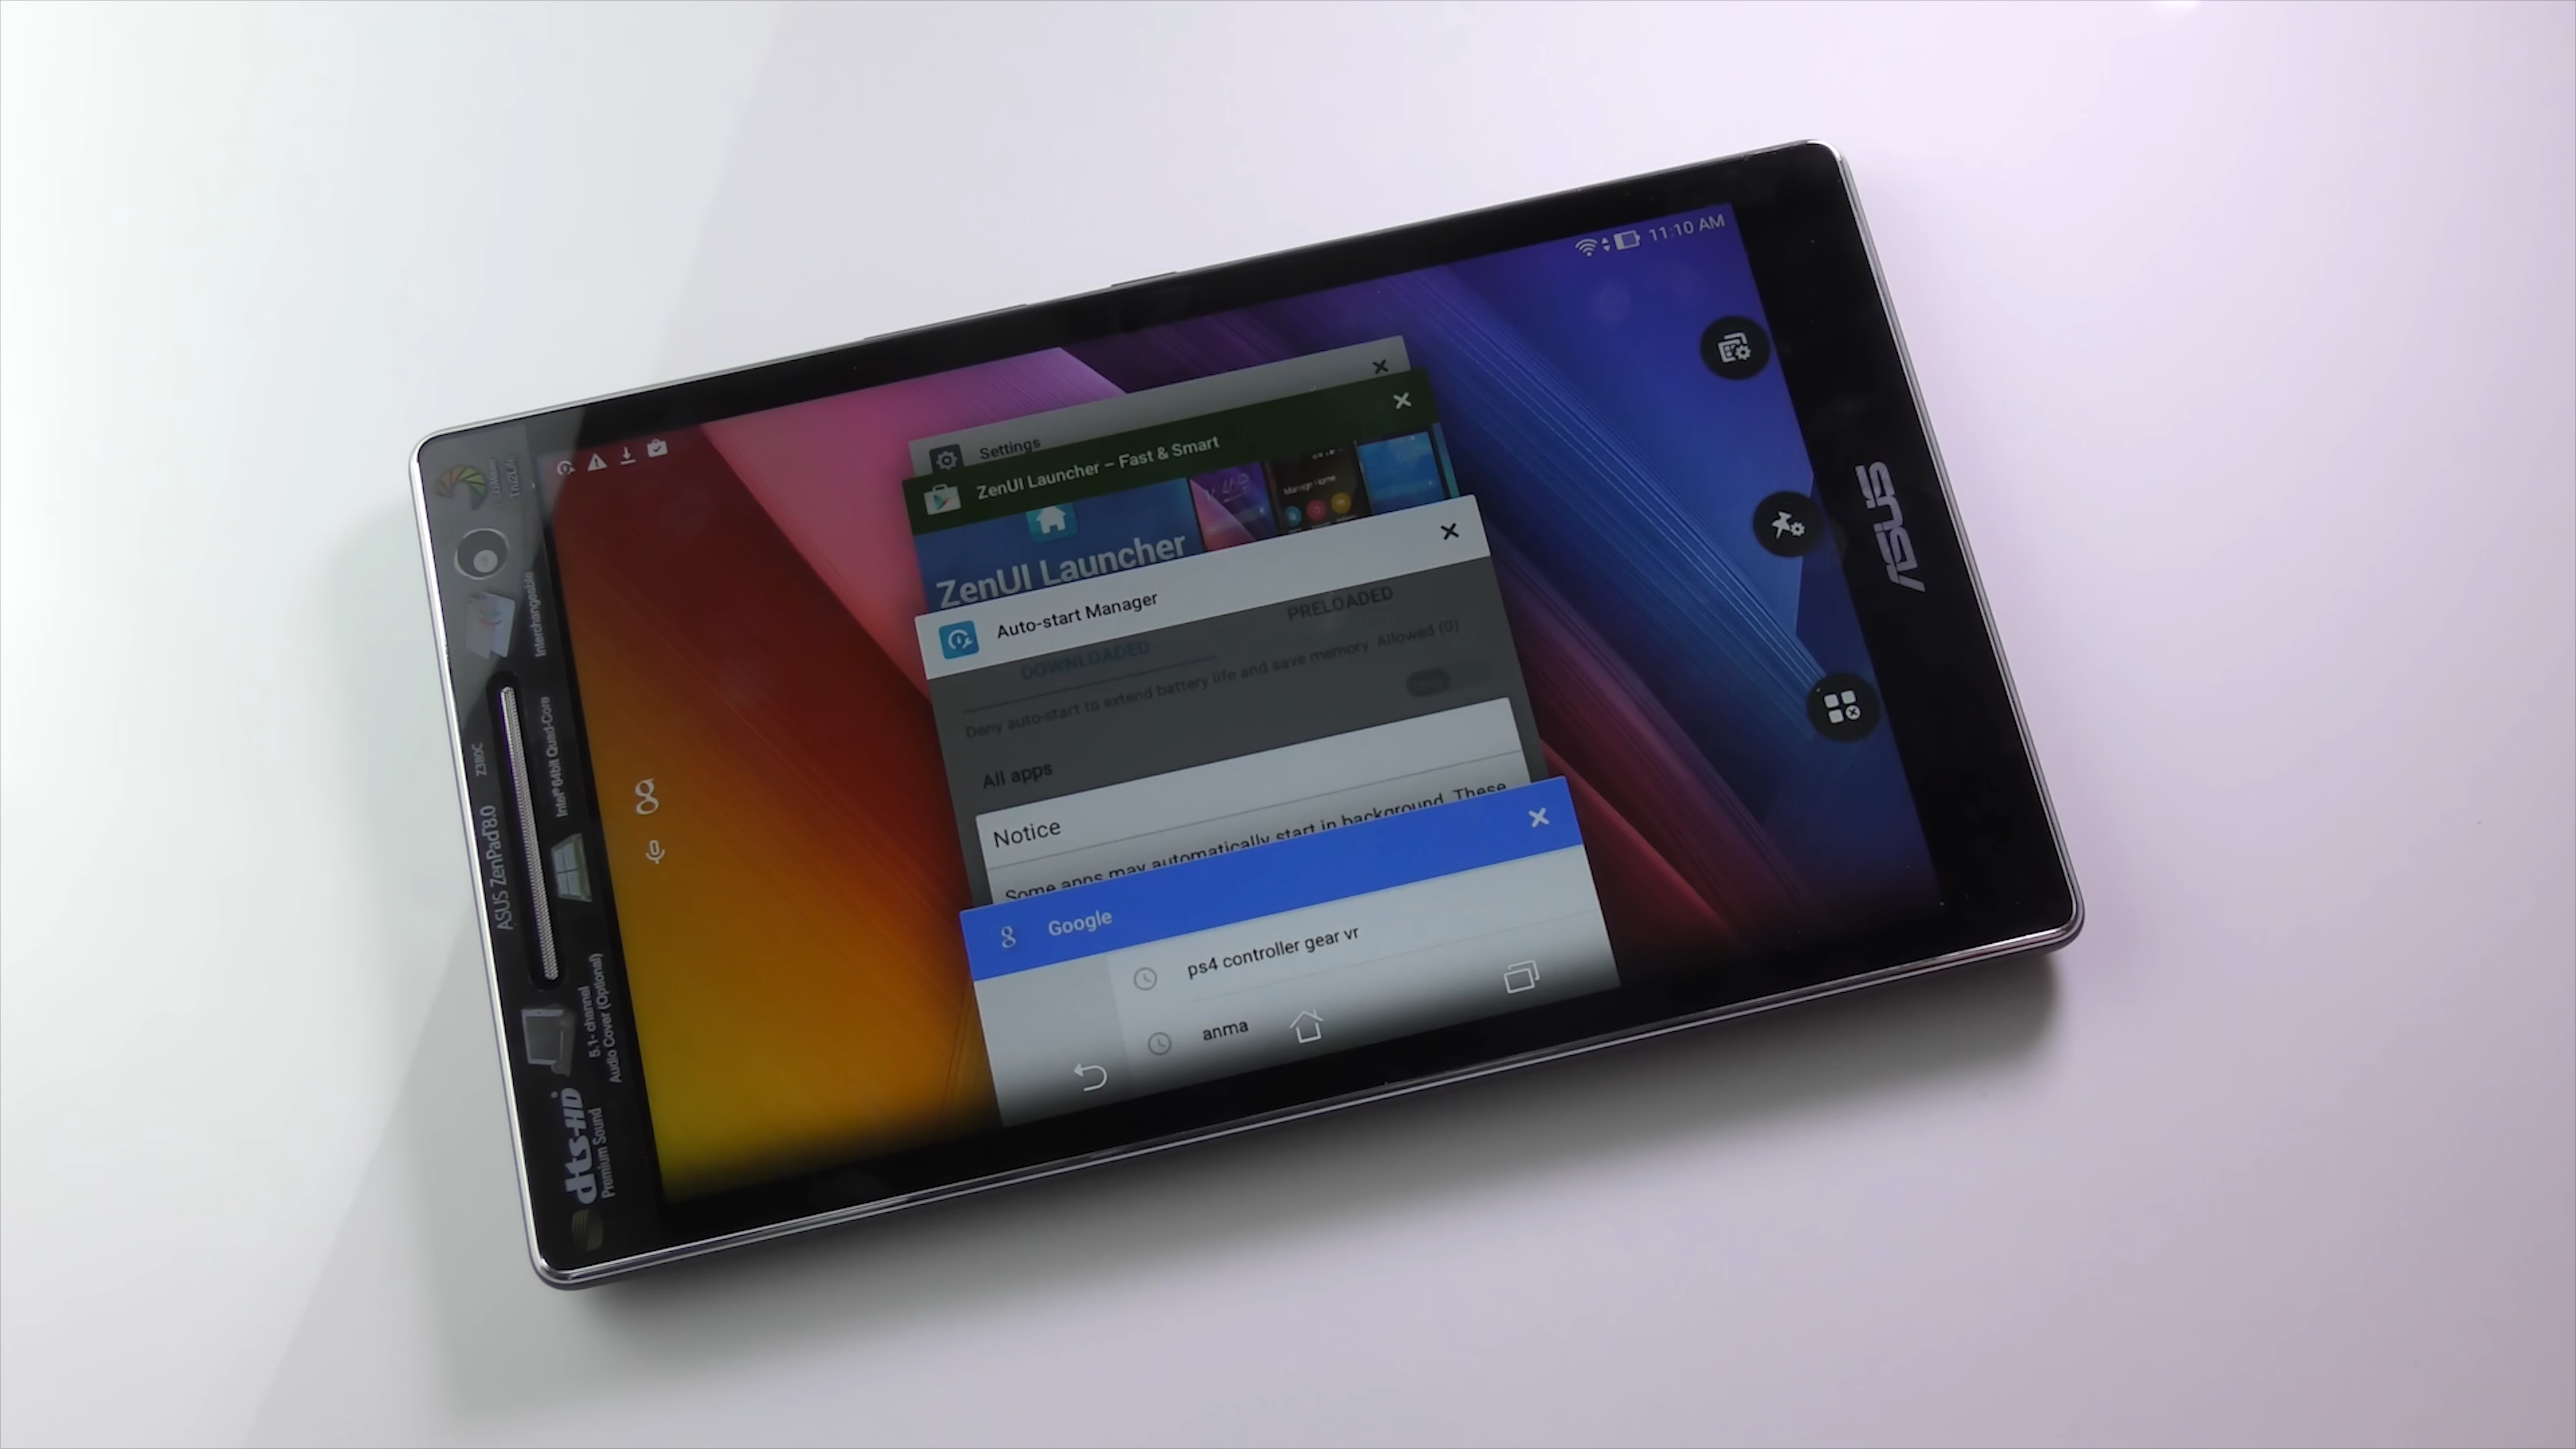 11:10 AM
Settings
ZenUI Launcher – Fast & Smart
Manage Home
ZenUI Launcher
Auto-start Manager
DOWNLOADED
PRELOADED
Deny auto-start to extend battery life and save memory
Allowed (0)
All apps
Notice
Some apps may automatically start in background. These
Google
ps4 controller gear vr
anma
ASUS
Interchangeable
Z380C
Intel® 64bit Quad-Core
ASUS ZenPad 8.0
5.1- channel
Audio Cover (Optional)
dts-HD
Premium Sound